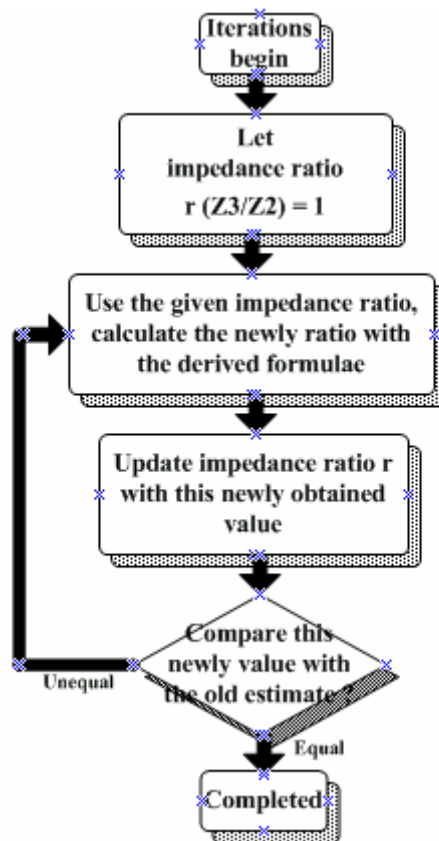 Iterations
begin
Let
impedance ratio
r (Z3/Z2) = 1
Use the given impedance ratio,
calculate the newly ratio with
the derived formulae
Update impedance ratio r
with this newly obtained
value
Compare this
newly value with
the old estimate ?
Unequal
Equal
Completed